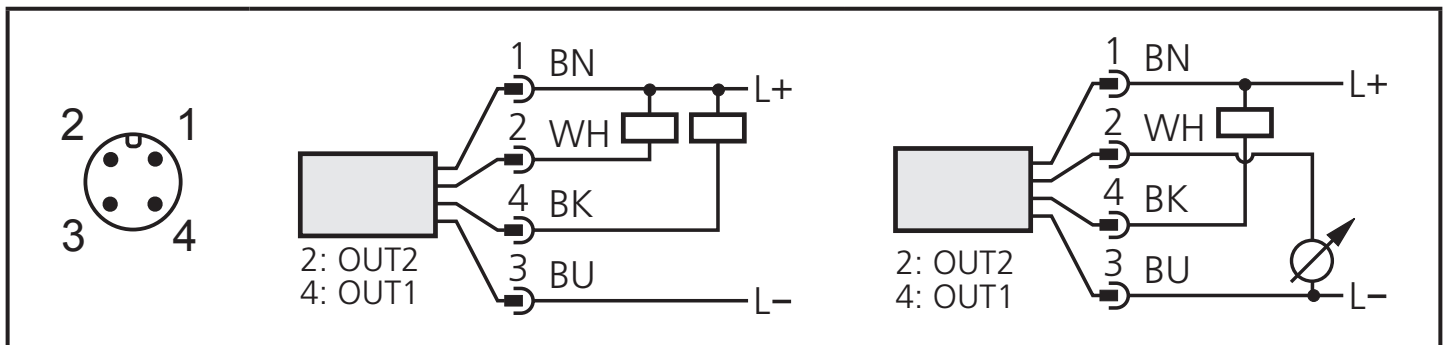 2 1
3 4
1 BN
L+
2 WH
4 BK
3 BU
L–
2: OUT2
4: OUT1
1 BN
L+
2 WH
4 BK
3 BU
L–
2: OUT2
4: OUT1